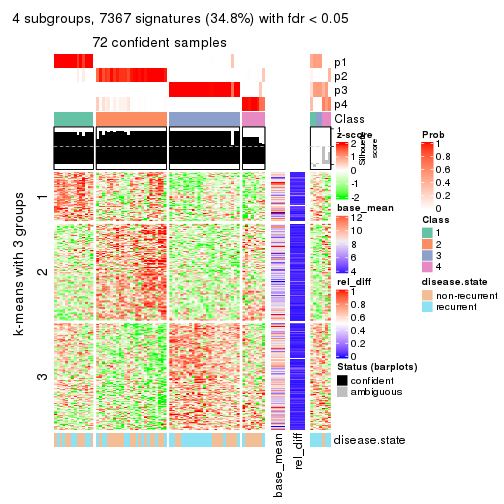 4 subgroups, 7367 signatures (34.8%) with fdr < 0.05
72 confident samples
p1
p2
p3
p4
Class
1
0.5
0
Silhouette
score
k-means with 3 groups
1
2
3
disease.state
base_mean
rel_diff
z-score
2
1
0
-1
-2
base_mean
12
10
8
6
4
rel_diff
1
0.8
0.6
0.4
0.2
0
Status (barplots)
confident
ambiguous
Prob
1
0.8
0.6
0.4
0.2
0
Class
1
2
3
4
disease.state
non-recurrent
recurrent